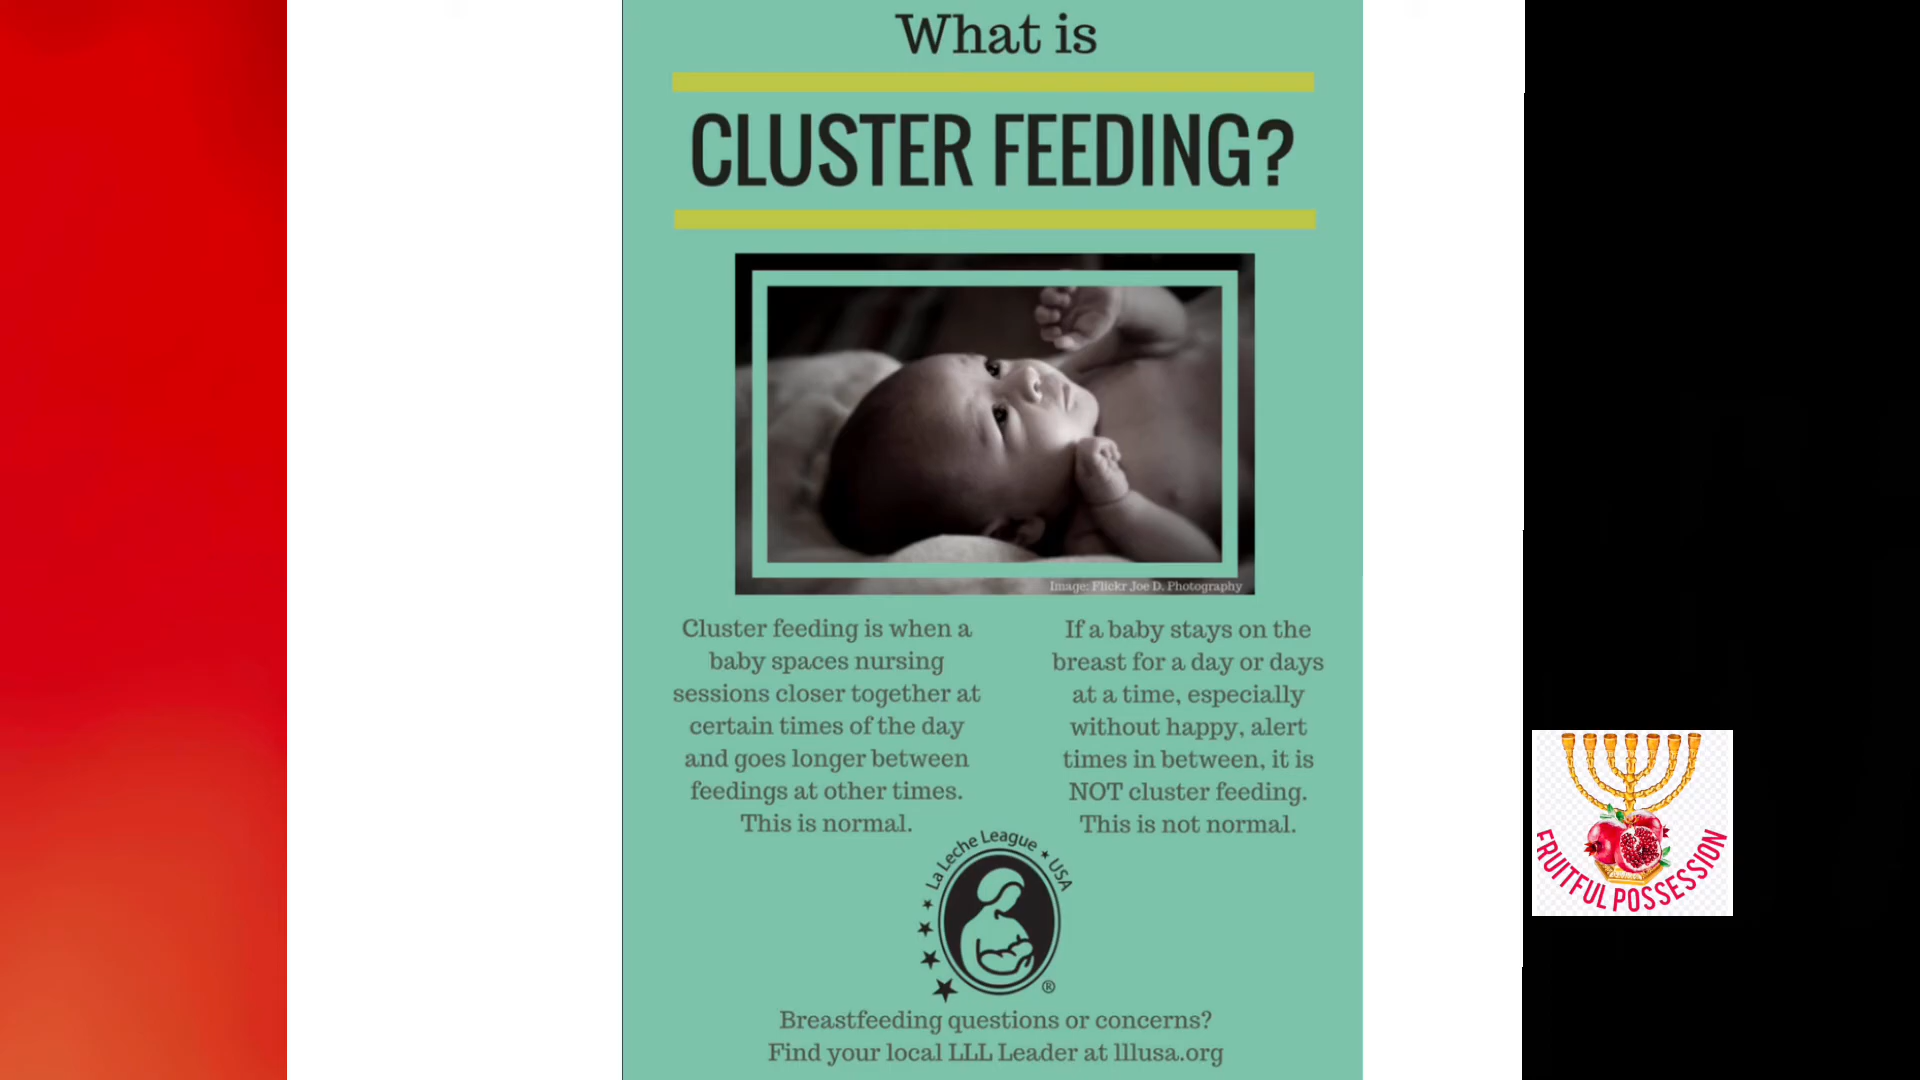 What is
CLUSTER FEEDING?
Image: Flickr Joe D. Photography
Cluster feeding is when a
baby spaces nursing
sessions closer together at
certain times of the day
and goes longer between
feedings at other times.
This is normal.
If a baby stays on the
breast for a day or days
at a time, especially
without happy, alert
times in between, it is
NOT cluster feeding.
This is not normal.
La Leche League ★ USA
®
Breastfeeding questions or concerns?
Find your local LLL Leader at lllusa.org
FRUITFUL POSSESSION